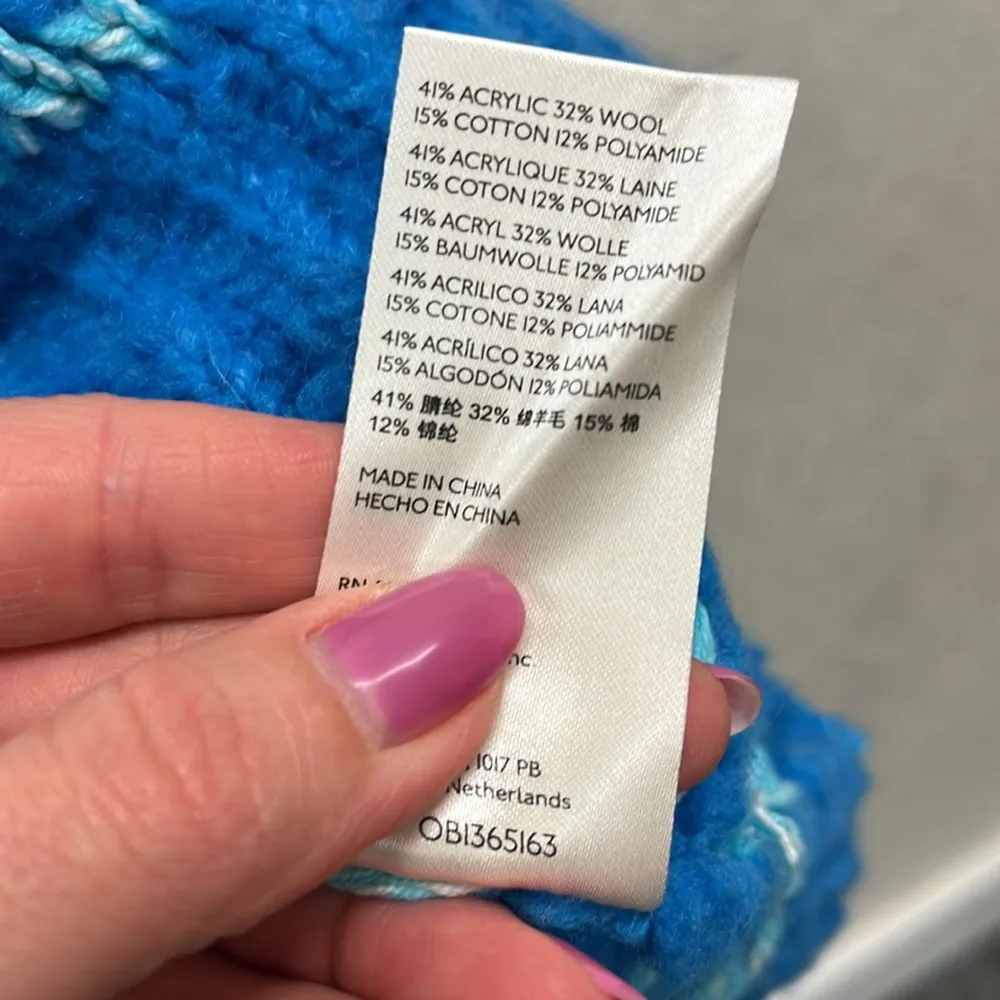 41% ACRYLIC 32% WOOL
15% COTTON 12% POLYAMIDE
41% ACRYLIQUE 32% LAINE
15% COTON 12% POLYAMIDE
41% ACRYL 32% WOLLE
15% BAUMWOLLE 12% POLYAMID
41% ACRILICO 32% LANA
15% COTONE 12% POLIAMMIDE
41% ACRÍLICO 32% LANA
15% ALGODÓN 12% POLIAMIDA
41% 腈纶 32% 绵羊毛 15% 棉
12% 锦纶
MADE IN CHINA
HECHO EN CHINA
RN
nc.
, 1017 PB
Netherlands
OB1365163